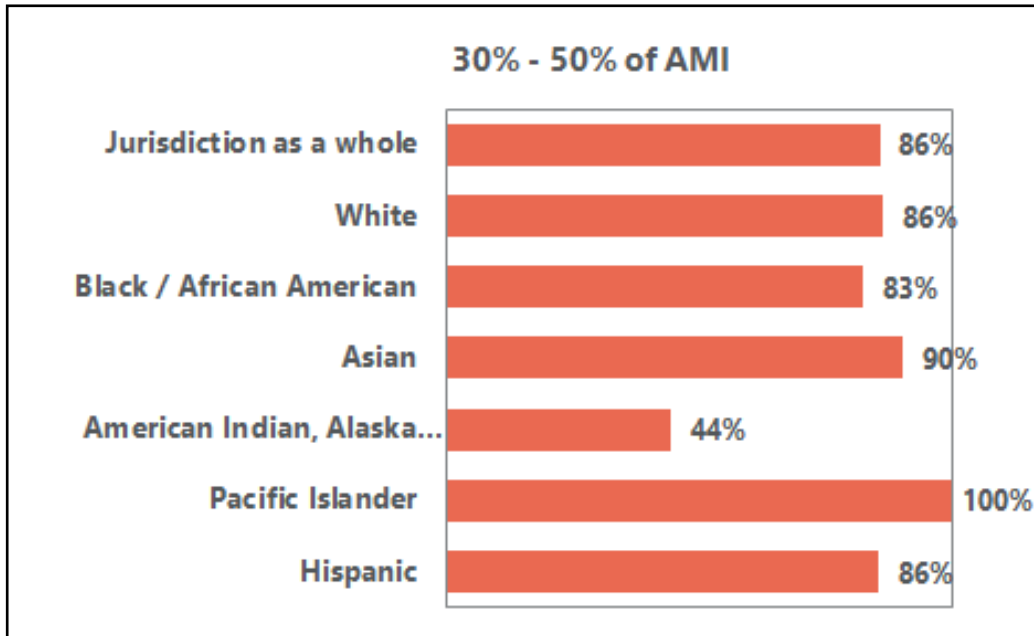 30% - 50% of AMI
Jurisdiction as a whole 86%
White 86%
Black / African American 83%
Asian 90%
American Indian, Alaska... 44%
Pacific Islander 100%
Hispanic 86%